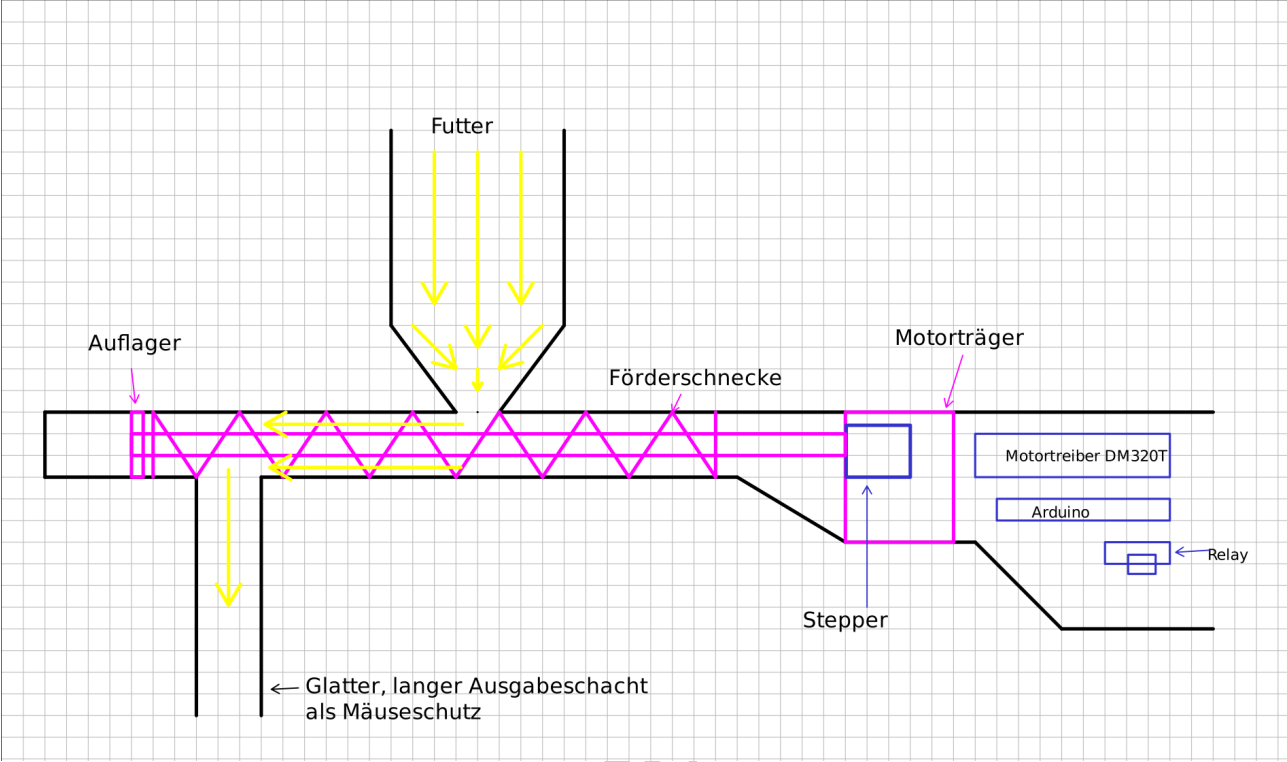 Futter
Auflager
Motorträger
Förderschnecke
Motortreiber DM320T
Arduino
Relay
Stepper
Glatter, langer Ausgabeschacht
als Mäuseschutz